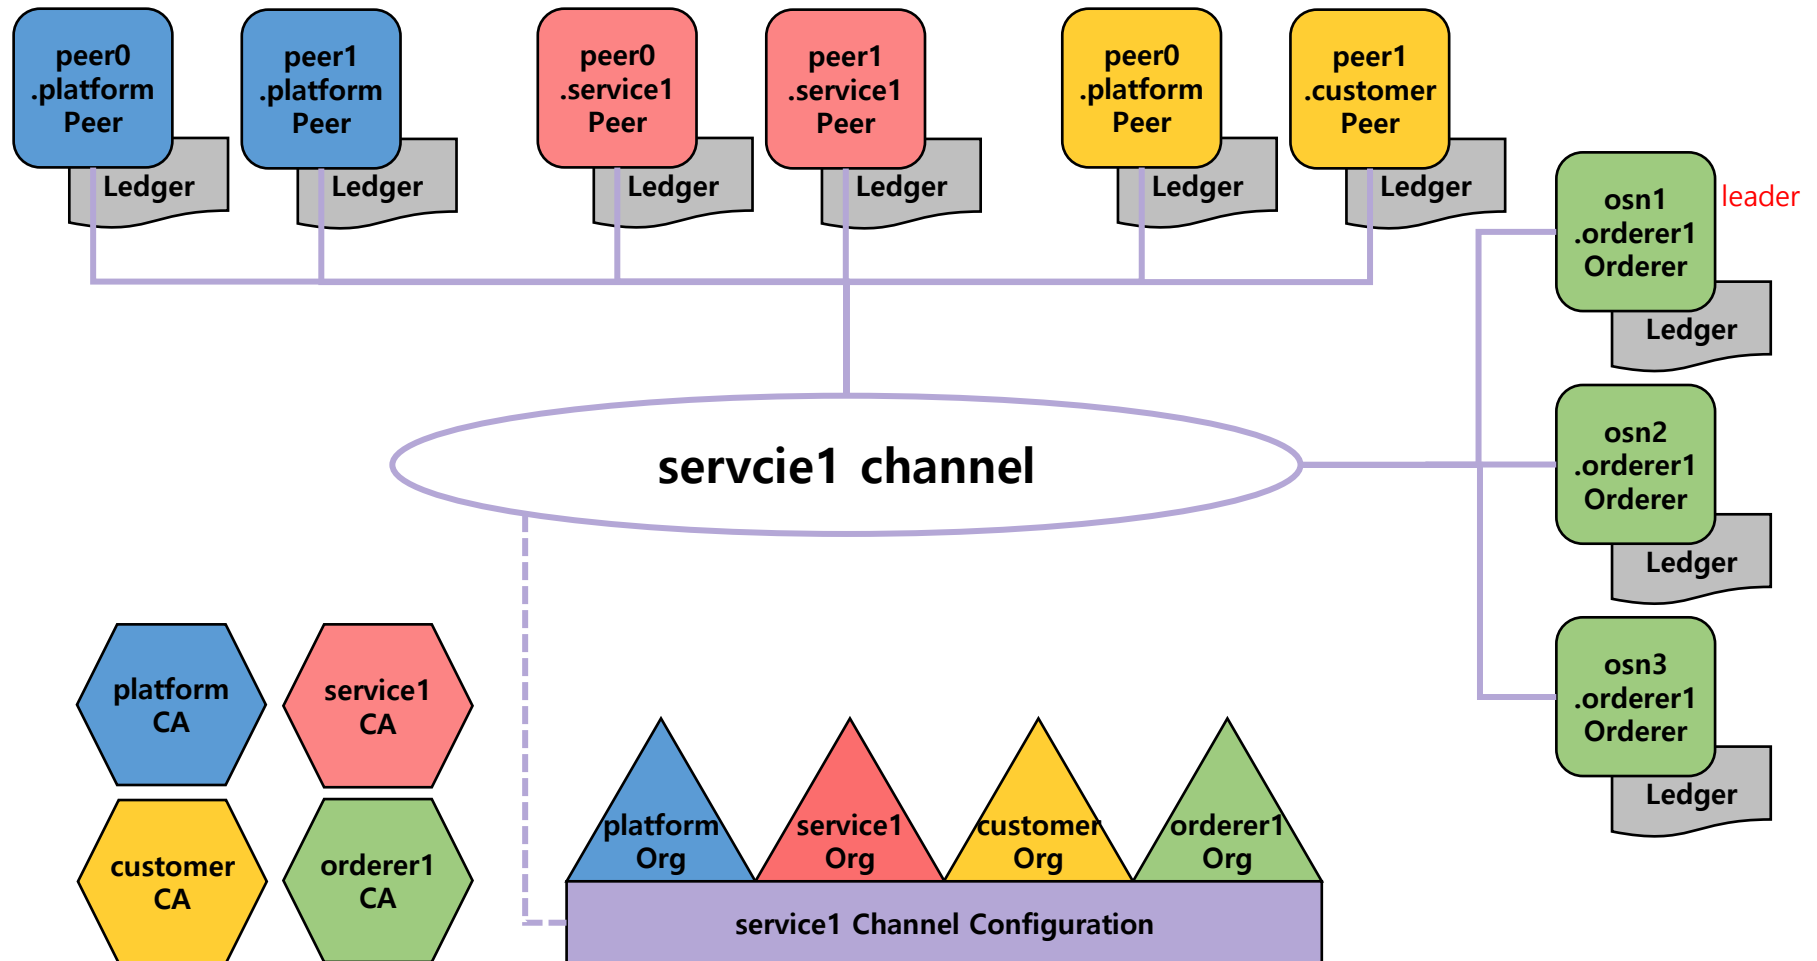 peer0
.platform
Peer
Ledger
peer1
.platform
Peer
Ledger
peer0
.service1
Peer
Ledger
peer1
.service1
Peer
Ledger
peer0
.platform
Peer
Ledger
peer1
.customer
Peer
Ledger
osn1
.orderer1
Orderer
leader
Ledger
osn2
.orderer1
Orderer
Ledger
servcie1 channel
osn3
.orderer1
Orderer
Ledger
platform
CA
service1
CA
customer
CA
orderer1
CA
platform
Org
service1
Org
customer
Org
orderer1
Org
service1 Channel Configuration